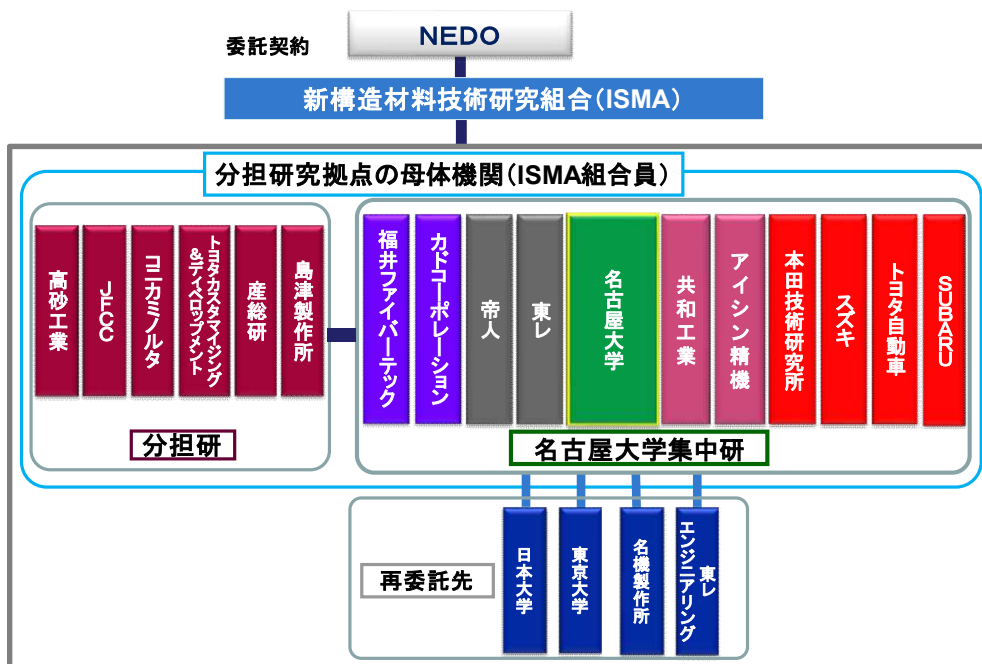 委託契約
NEDO
新構造材料技術研究組合(ISMA)
分担研究拠点の母体機関(ISMA組合員)
高砂工業
JFCC
コニカミノルタ
トヨタカスタマイジング
&ディベロップメント
産総研
島津製作所
分担研
福井ファイバーテック
カドコーポレーション
帝人
東レ
名古屋大学
共和工業
アイシン精機
本田技術研究所
スズキ
トヨタ自動車
SUBARU
名古屋大学集中研
再委託先
日本大学
東京大学
名機製作所
東レ
エンジニアリング